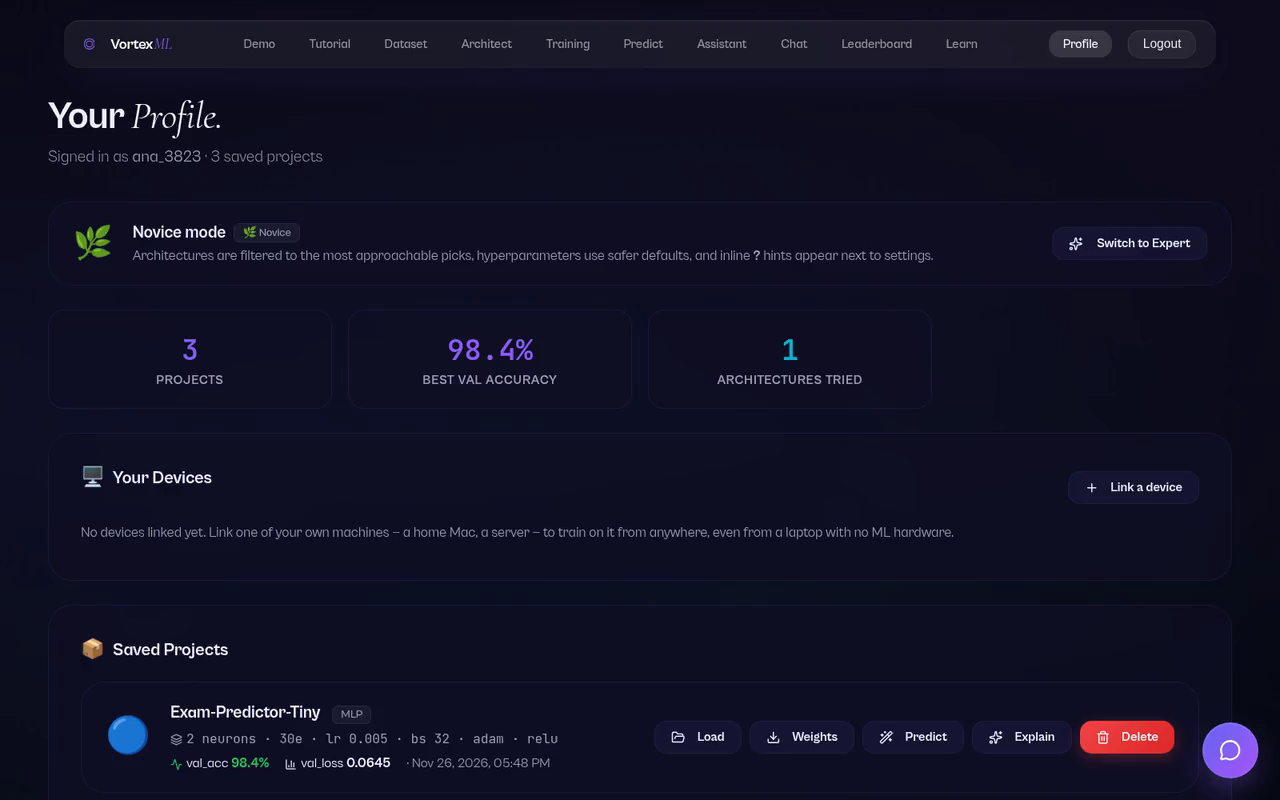 VortexML Demo Tutorial Dataset Architect Training Predict Assistant Chat Leaderboard Learn Profile Logout
Your Profile.
Signed in as ana_3823 · 3 saved projects
Novice mode 🌿 Novice
Architectures are filtered to the most approachable picks, hyperparameters use safer defaults, and inline ? hints appear next to settings.
Switch to Expert
3
PROJECTS
98.4%
BEST VAL ACCURACY
1
ARCHITECTURES TRIED
Your Devices
Link a device
No devices linked yet. Link one of your own machines – a home Mac, a server – to train on it from anywhere, even from a laptop with no ML hardware.
Saved Projects
Exam-Predictor-Tiny MLP
2 neurons · 30e · lr 0.005 · bs 32 · adam · relu
val_acc 98.4% val_loss 0.0645 · Nov 26, 2026, 05:48 PM
Load Weights Predict Explain Delete